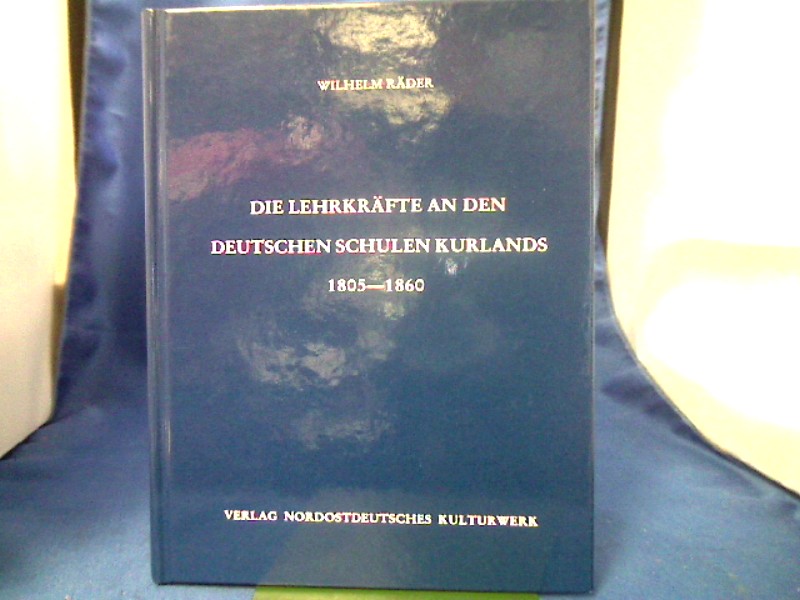 WILHELM RÄDER
DIE LEHRKRÄFTE AN DEN
DEUTSCHEN SCHULEN KURLANDS
1805—1860
VERLAG NORDOSTDEUTSCHES KULTURWERK